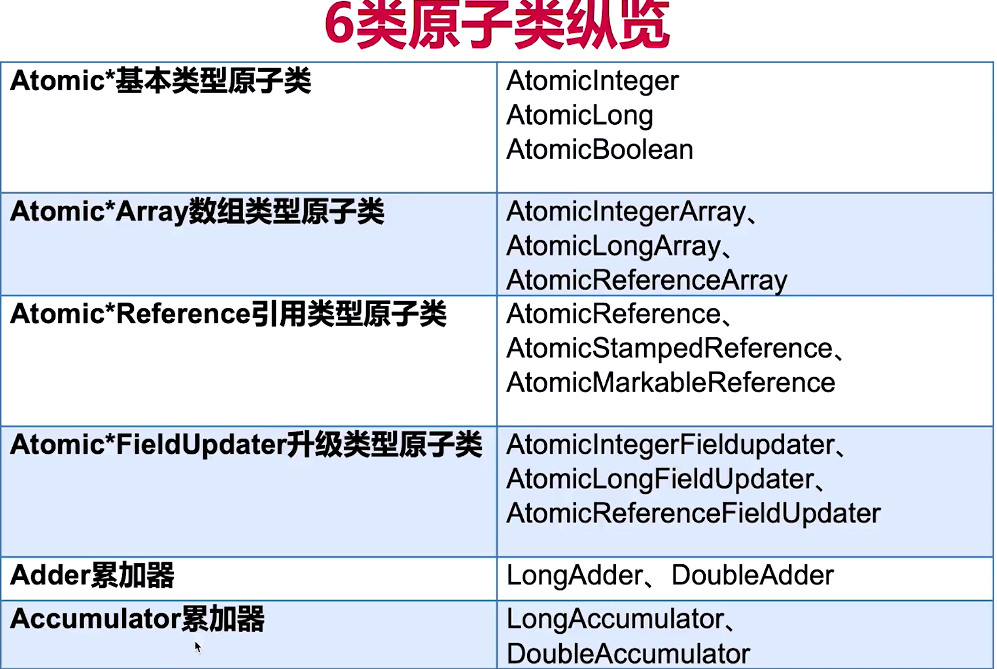 6类原子类纵览
Atomic*基本类型原子类
AtomicInteger
AtomicLong
AtomicBoolean
Atomic*Array数组类型原子类
AtomicIntegerArray、
AtomicLongArray、
AtomicReferenceArray
Atomic*Reference引用类型原子类
AtomicReference、
AtomicStampedReference、
AtomicMarkableReference
Atomic*FieldUpdater升级类型原子类
AtomicIntegerFieldupdater、
AtomicLongFieldUpdater、
AtomicReferenceFieldUpdater
Adder累加器
LongAdder、DoubleAdder
Accumulator累加器
LongAccumulator、
DoubleAccumulator